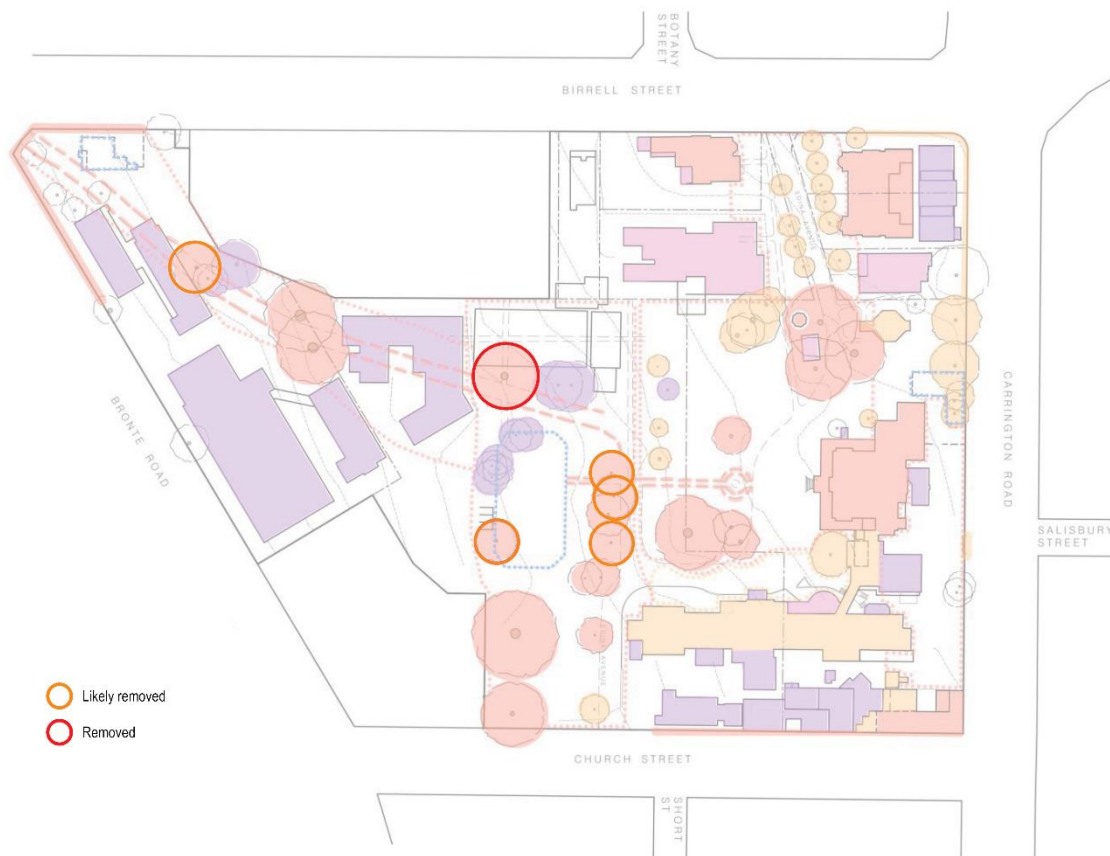 BOTANY
STREET
BIRRELL STREET
BRONTE ROAD
CARRINGTON ROAD
SALISBURY
STREET
Likely removed
Removed
CHURCH STREET
SHORT
ST